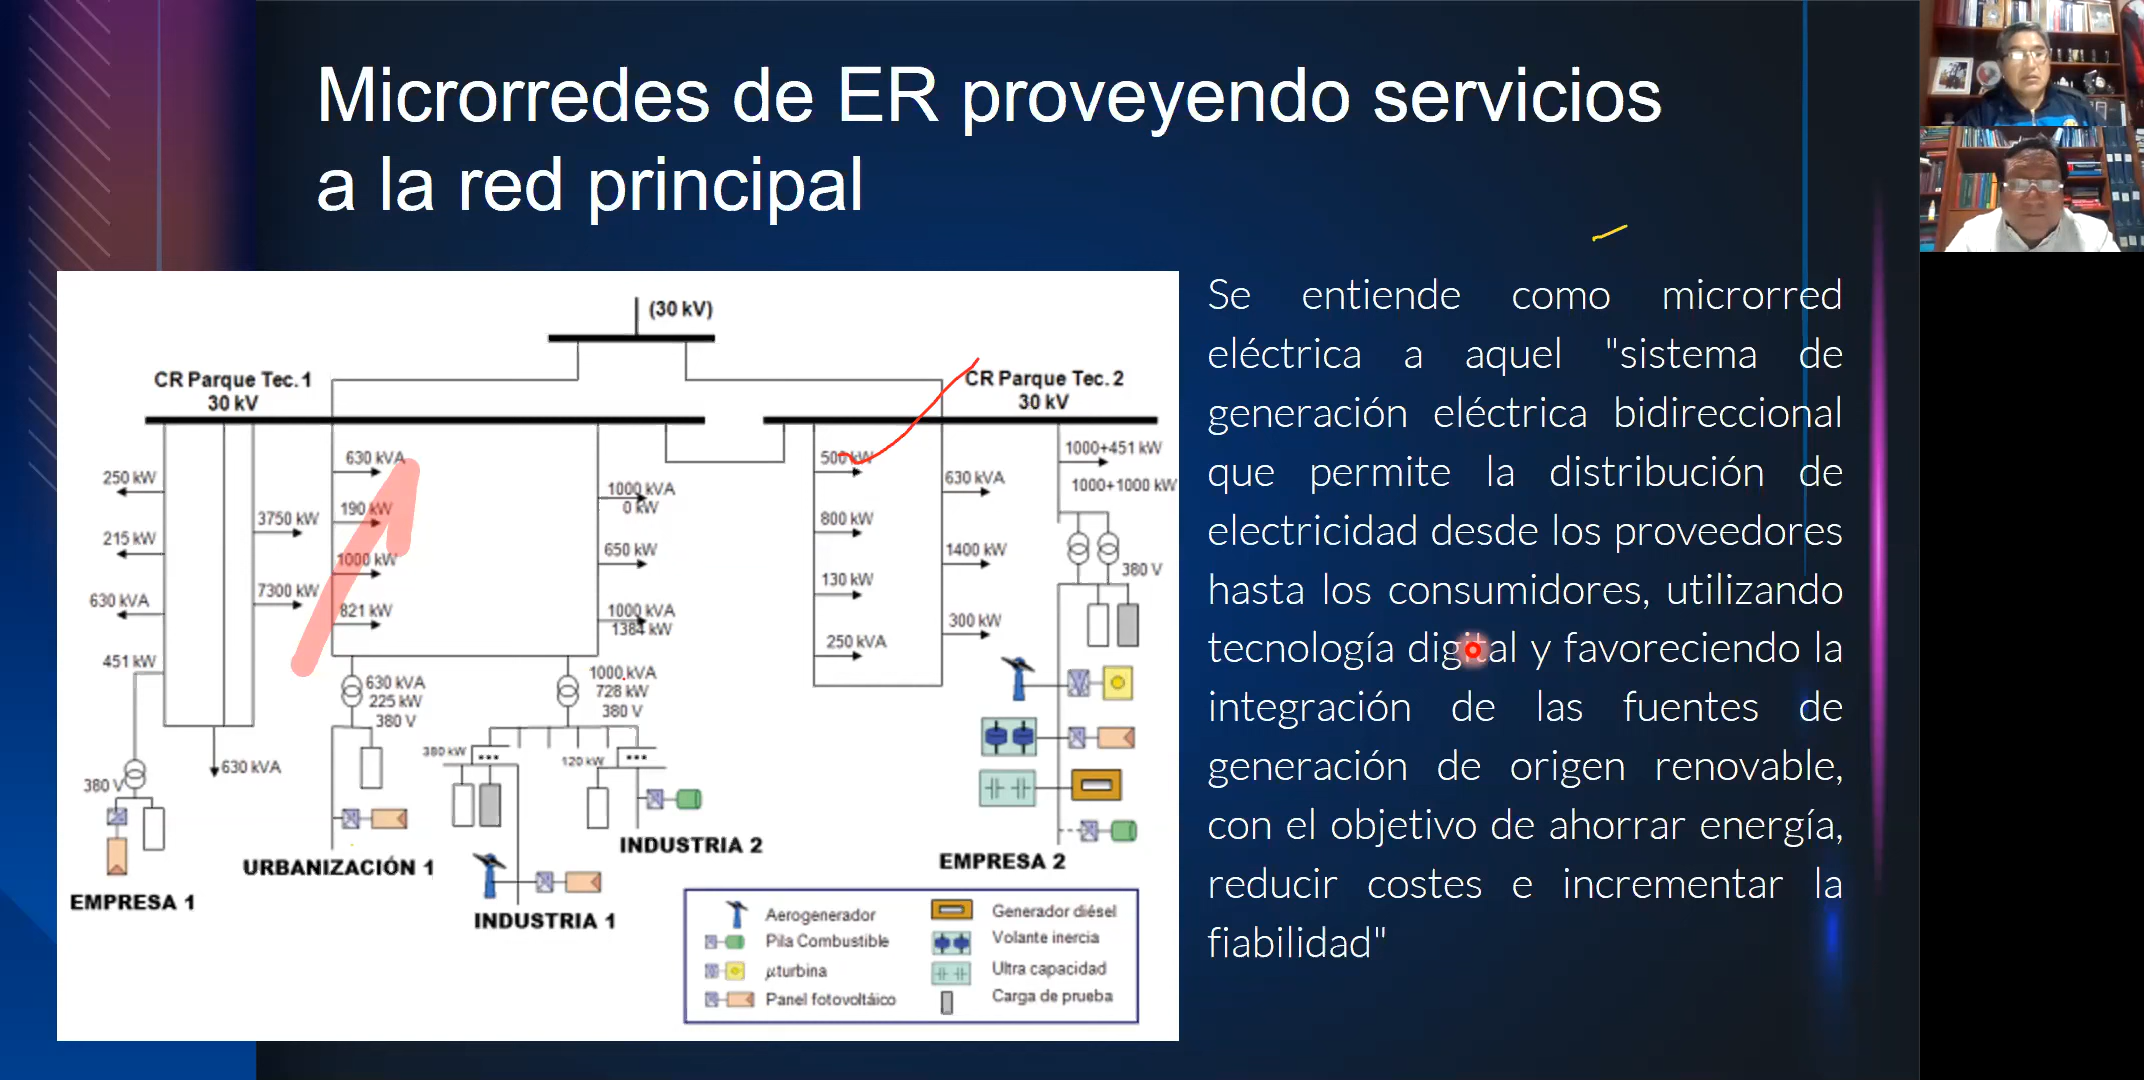 Microrredes de ER proveyendo servicios
a la red principal
(30 kV)
CR Parque Tec. 1
30 kV
CR Parque Tec. 2
30 kV
250 kW
215 kW
630 kVA
451 kW
380 V
3750 kW
7300 kW
630 kVA
630 kVA
190 kW
1000 kW
821 kW
630 kVA
225 kW
380 V
1000 kVA
0 kW
650 kW
1000 kVA
1384 kW
1000 kVA
728 kW
380 V
380 kW
120 kW
500 kW
800 kW
130 kW
250 kVA
630 kVA
1400 kW
300 kW
1000+451 kW
1000+1000 kW
380 V
EMPRESA 1
URBANIZACIÓN 1
INDUSTRIA 1
INDUSTRIA 2
EMPRESA 2
Aerogenerador
Pila Combustible
µturbina
Panel fotovoltáico
Generador diésel
Volante inercia
Ultra capacidad
Carga de prueba
Se entiende como microrred
eléctrica a aquel "sistema de
generación eléctrica bidireccional
que permite la distribución de
electricidad desde los proveedores
hasta los consumidores, utilizando
tecnología digital y favoreciendo la
integración de las fuentes de
generación de origen renovable,
con el objetivo de ahorrar energía,
reducir costes e incrementar la
fiabilidad"